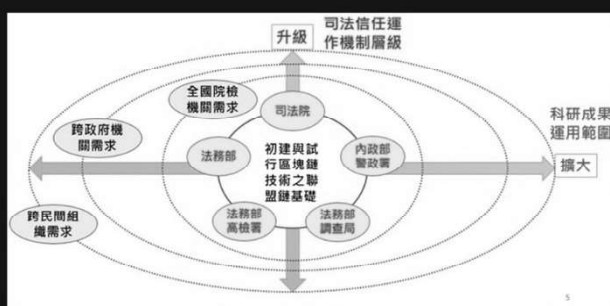 升級
司法信任運
作機制層級
全國院檢
機關需求
司法院
科研成果
運用範圍
跨政府機
關需求
法務部
初建與試
行區塊鏈
技術之聯
盟鏈基礎
內政部
警政署
擴大
跨民間組
織需求
法務部
高檢署
法務部
調查局
5